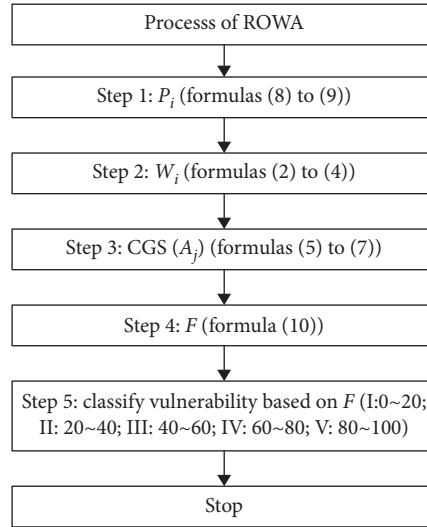 Processs of ROWA
Step 1: P_i (formulas (8) to (9))
Step 2: W_i (formulas (2) to (4))
Step 3: CGS (A_j) (formulas (5) to (7))
Step 4: F (formula (10))
Step 5: classify vulnerability based on F (I:0~20;
II: 20~40; III: 40~60; IV: 60~80; V: 80~100)
Stop